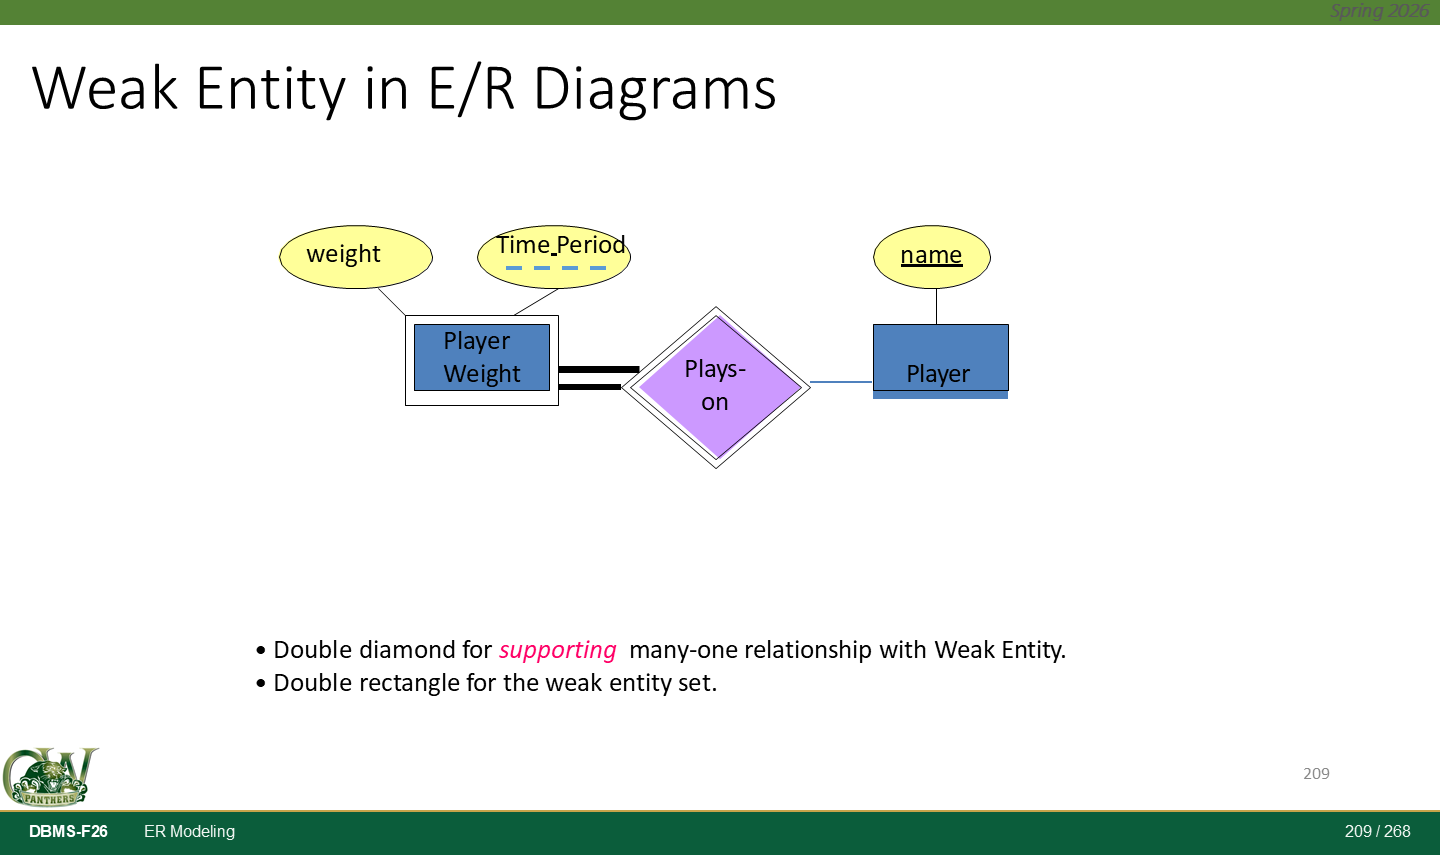 Spring 2026
Weak Entity in E/R Diagrams
weight
Time Period
name
Player
Weight
Plays-
on
Player
• Double diamond for supporting many-one relationship with Weak Entity.
• Double rectangle for the weak entity set.
PANTHERS
209
DBMS-F26 ER Modeling 209 / 268